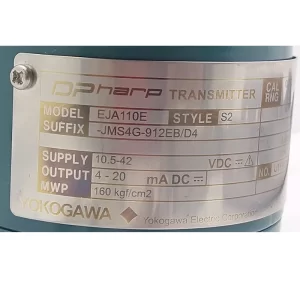 DPharp TRANSMITTER CAL RNG
MODEL EJA110E STYLE S2
SUFFIX -JMS4G-912EB/D4
SUPPLY 10.5-42 VDC
OUTPUT 4 - 20 mA DC NO.
MWP 160 kgf/cm2
YOKOGAWA Yokogawa Electric